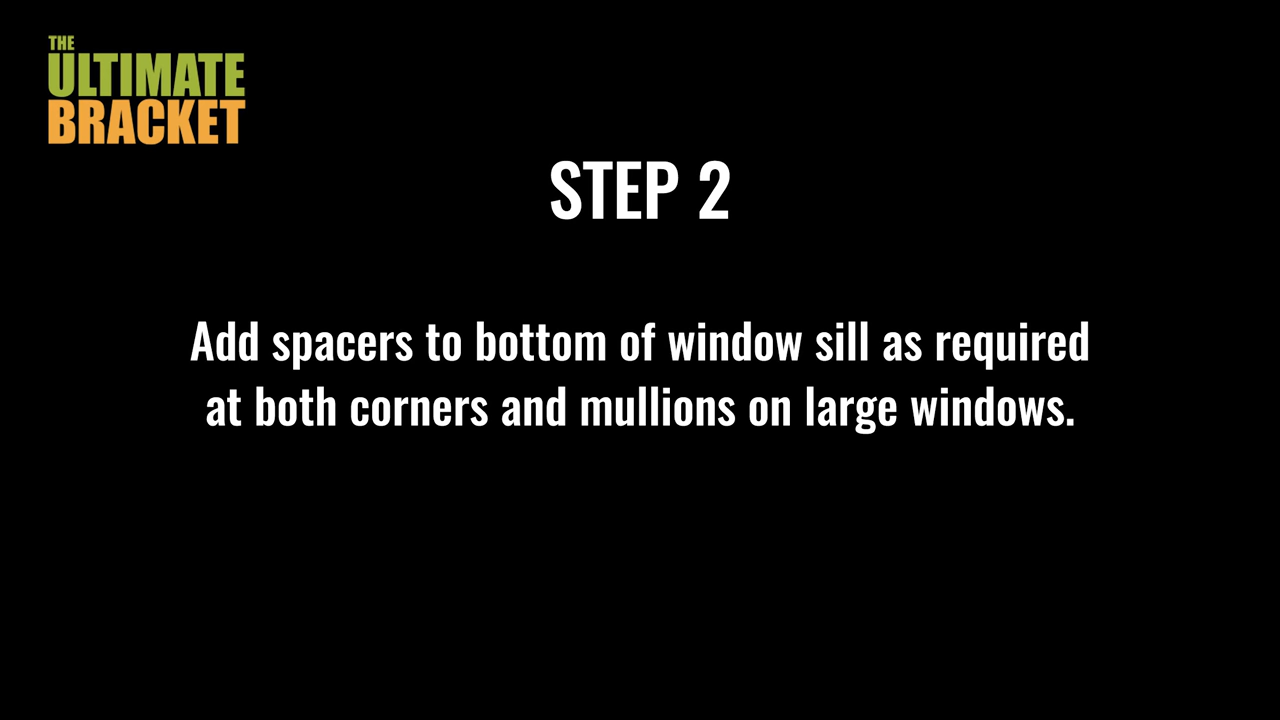 THE
ULTIMATE
BRACKET
STEP 2
Add spacers to bottom of window sill as required
at both corners and mullions on large windows.